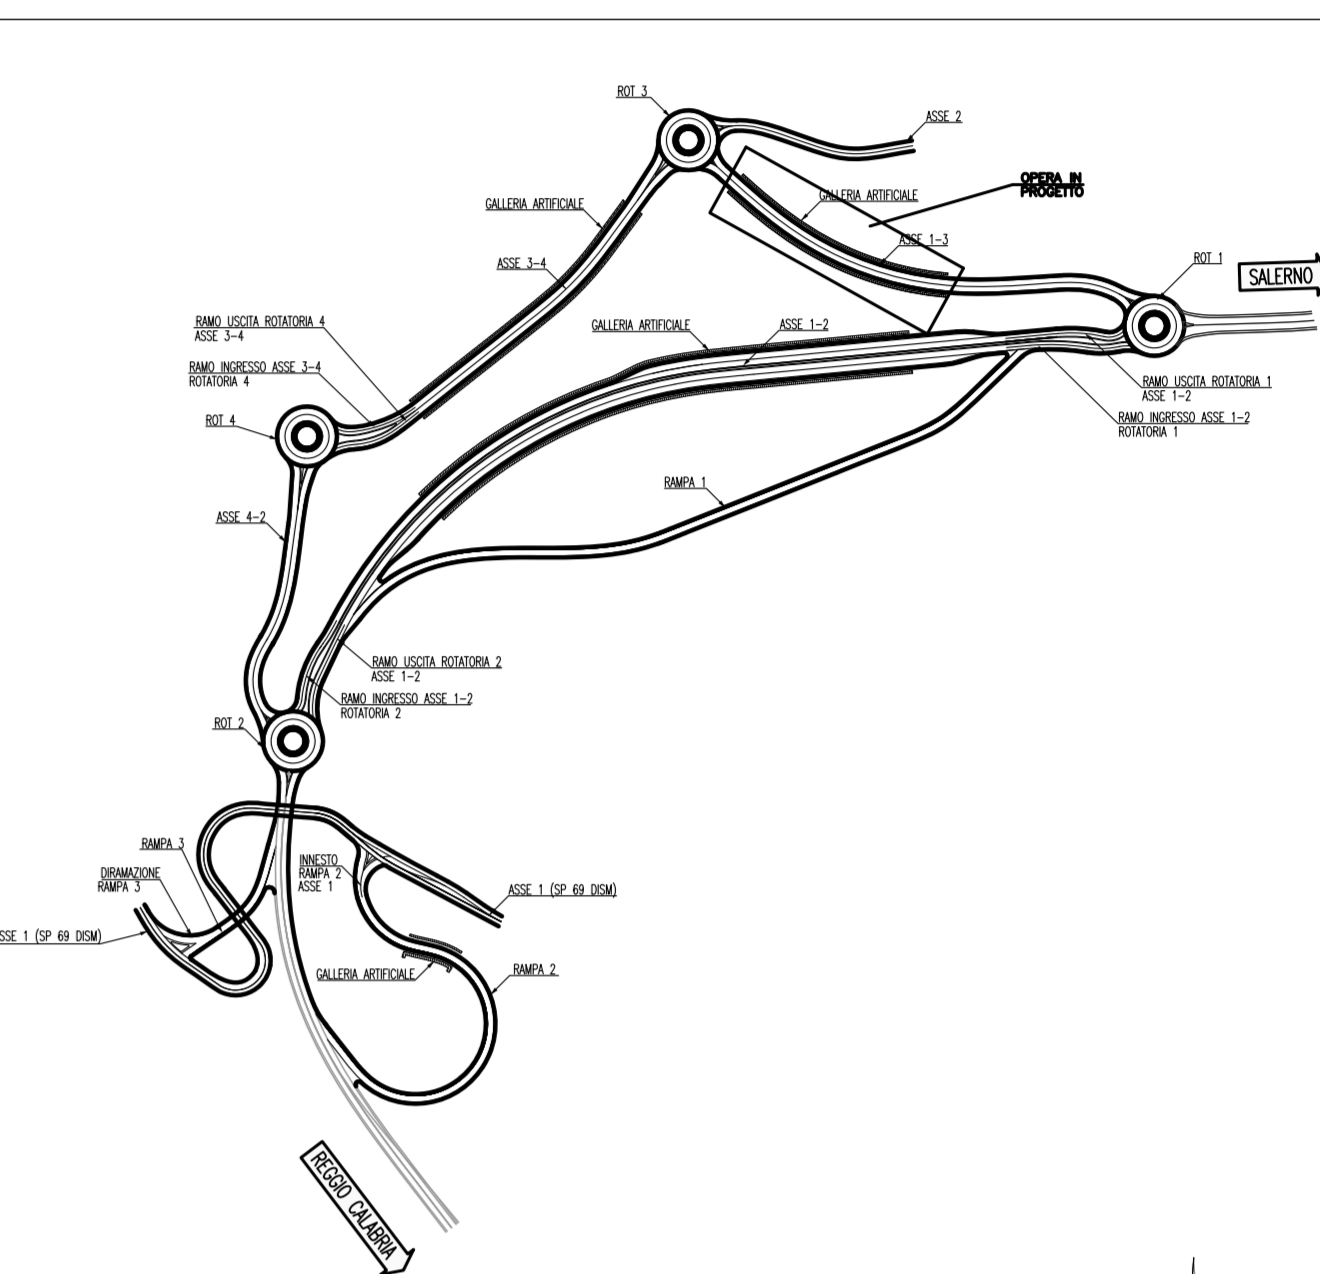 ROT 3
ASSE 2
OPERA IN
PROGETTO
GALLERIA ARTIFICIALE
GALLERIA ARTIFICIALE
ASSE 1-3
ASSE 3-4
ROT 1
SALERNO
RAMO USCITA ROTATORIA 4
ASSE 3-4
GALLERIA ARTIFICIALE
ASSE 1-2
RAMO INGRESSO ASSE 3-4
ROTATORIA 4
RAMO USCITA ROTATORIA 1
ASSE 1-2
ROT 4
RAMO INGRESSO ASSE 1-2
ROTATORIA 1
RAMPA 1
ASSE 4-2
RAMO USCITA ROTATORIA 2
ASSE 1-2
RAMO INGRESSO ASSE 1-2
ROTATORIA 2
ROT 2
RAMPA 3
DIRAMAZIONE
RAMPA 3
INNESTO
RAMPA 2
ASSE 1
ASSE 1 (SP 69 DISM)
SSE 1 (SP 69 DISM)
GALLERIA ARTIFICIALE
RAMPA 2
REGGIO CALABRIA